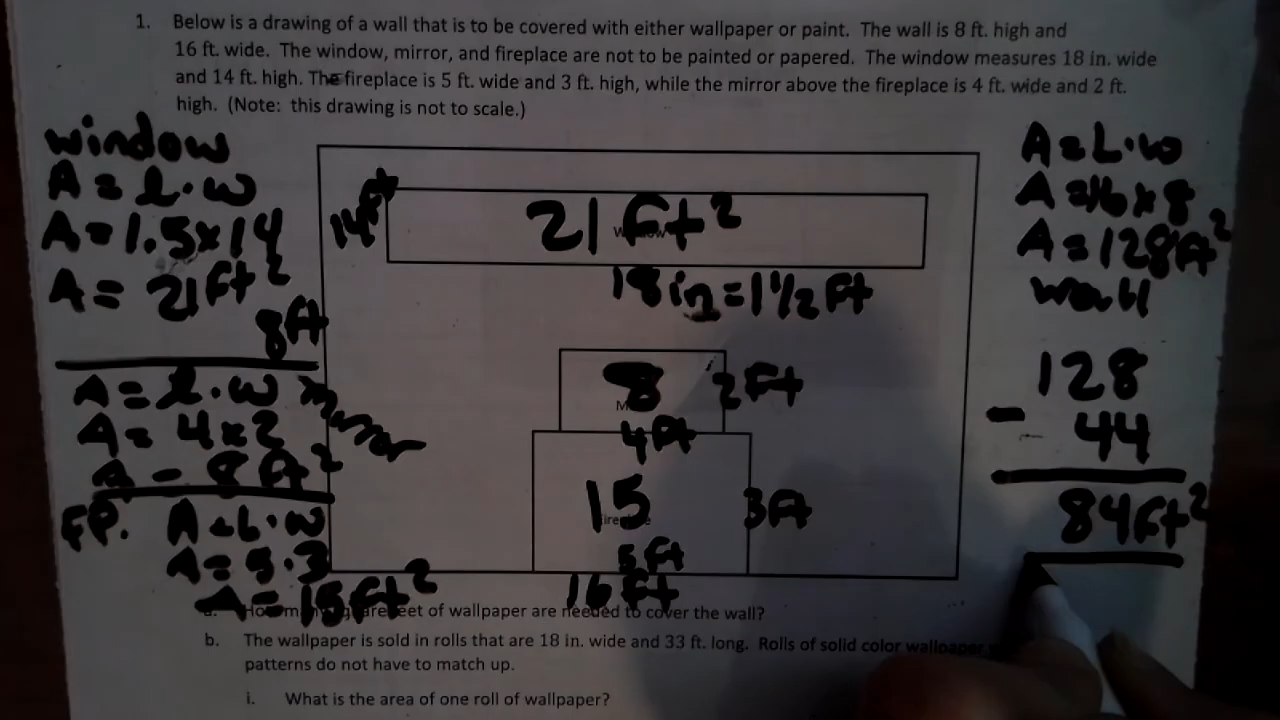 1. Below is a drawing of a wall that is to be covered with either wallpaper or paint. The wall is 8 ft. high and
16 ft. wide. The window, mirror, and fireplace are not to be painted or papered. The window measures 18 in. wide
and 14 ft. high. The fireplace is 5 ft. wide and 3 ft. high, while the mirror above the fireplace is 4 ft. wide and 2 ft.
high. (Note: this drawing is not to scale.)
window
A = l·w
A = 1.5×14
A = 21 ft²
8ft
A = l·w mirror
A = 4×2
A = 8 ft²
FP. A=L·w
A = 5·3
A = 15 ft²
14ft
21 ft²
18 in = 1 1/2 ft
8
2 ft
4 ft
15
3 ft
5 ft
16 ft
A = L·w
A = 16×8
A = 128 ft²
wall
128
- 44
84 ft²
feet of wallpaper are needed to cover the wall?
b. The wallpaper is sold in rolls that are 18 in. wide and 33 ft. long. Rolls of solid color wallpaper
patterns do not have to match up.
i. What is the area of one roll of wallpaper?